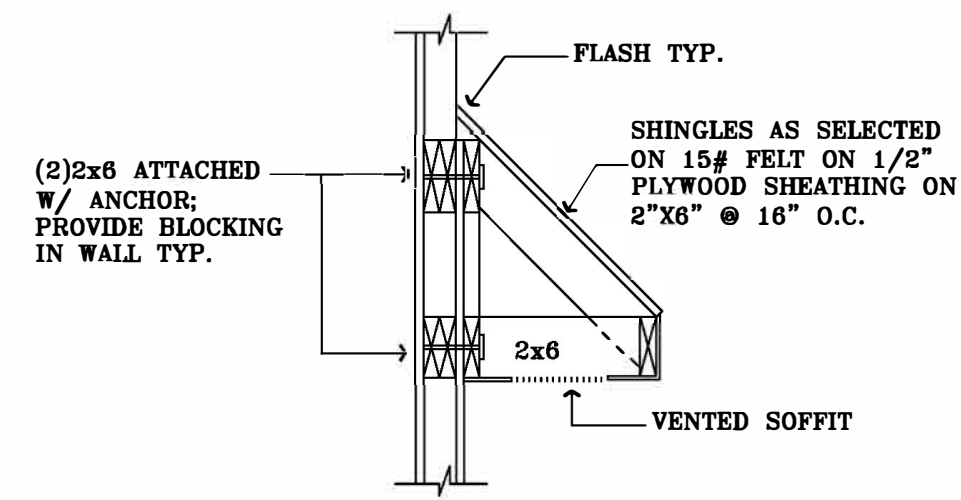 FLASH TYP.
SHINGLES AS SELECTED
ON 15# FELT ON 1/2"
PLYWOOD SHEATHING ON
2"X6" @ 16" O.C.
(2)2x6 ATTACHED
W/ ANCHOR;
PROVIDE BLOCKING
IN WALL TYP.
2x6
VENTED SOFFIT